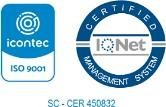 icontec
ISO 9001
CERTIFIED
IQNet
MANAGEMENT SYSTEM
SC - CER 450832